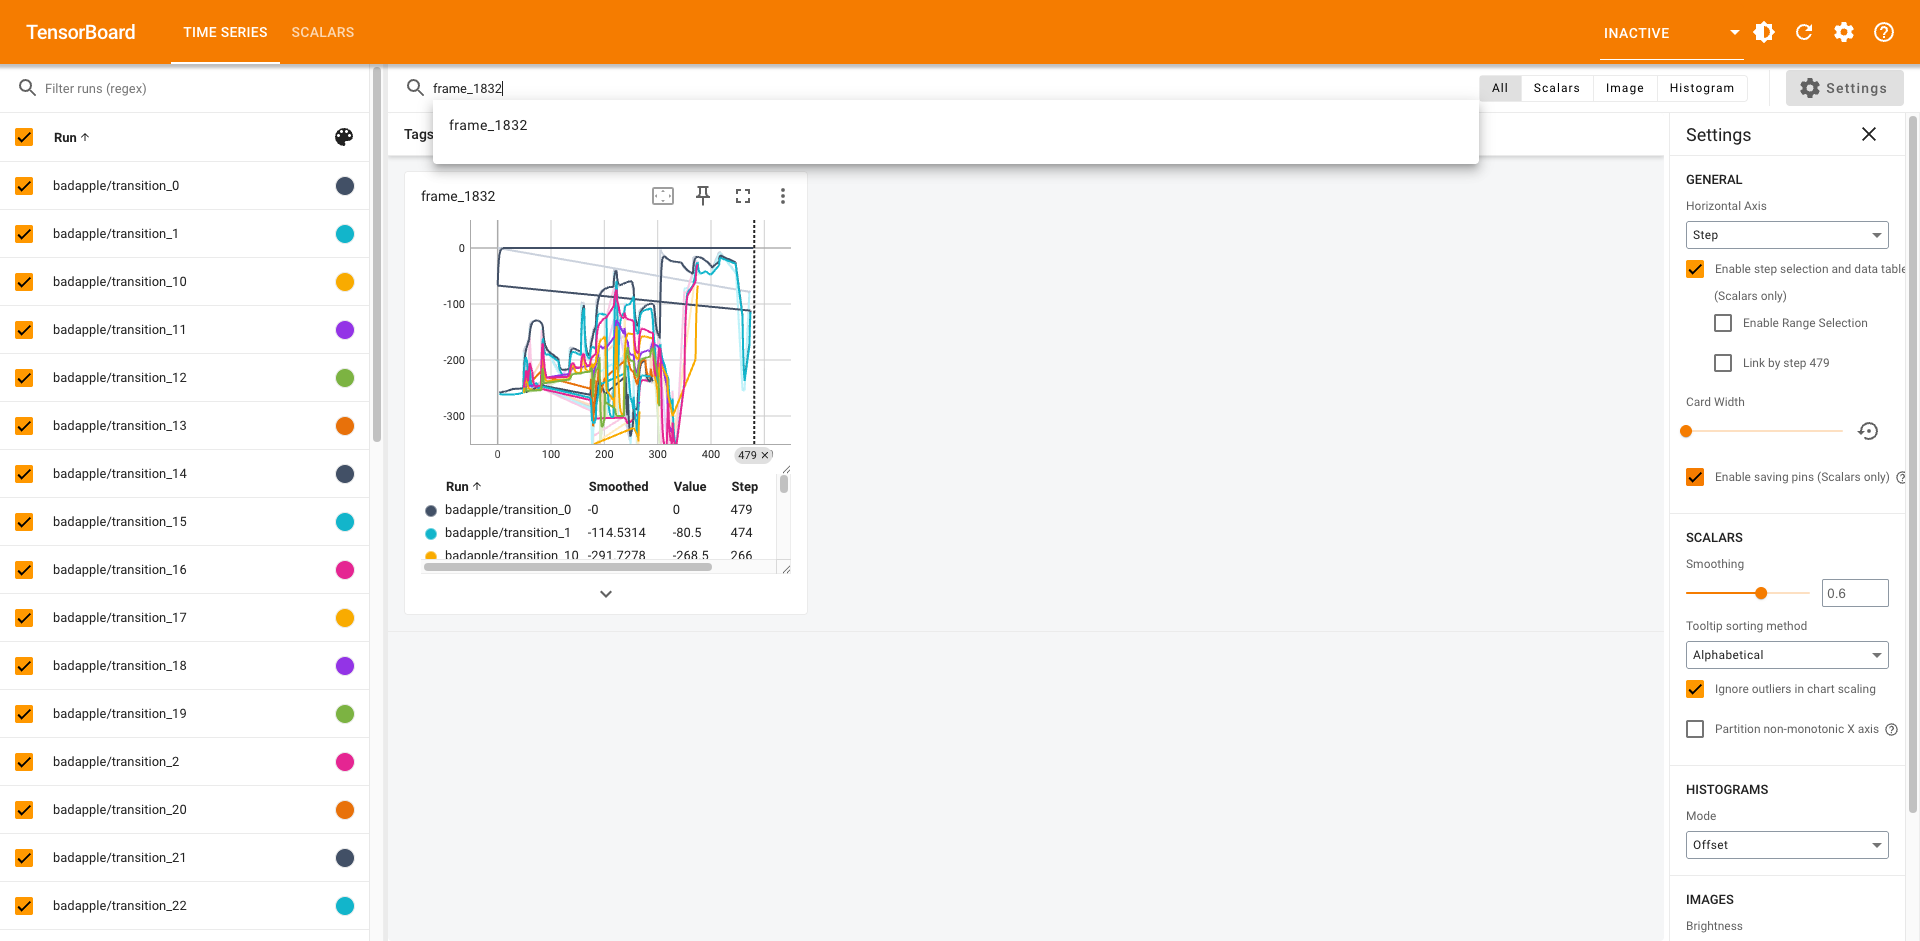 TensorBoard TIME SERIES SCALARS INACTIVE
Filter runs (regex)
Run
badapple/transition_0
badapple/transition_1
badapple/transition_10
badapple/transition_11
badapple/transition_12
badapple/transition_13
badapple/transition_14
badapple/transition_15
badapple/transition_16
badapple/transition_17
badapple/transition_18
badapple/transition_19
badapple/transition_2
badapple/transition_20
badapple/transition_21
badapple/transition_22
frame_1832
All Scalars Image Histogram Settings
frame_1832
Tags
frame_1832
0
-100
-200
-300
0 100 200 300 400 479
Run Smoothed Value Step
badapple/transition_0 -0 0 479
badapple/transition_1 -114.5314 -80.5 474
badapple/transition_10 -291.7278 -268.5 266
Settings
GENERAL
Horizontal Axis
Step
Enable step selection and data table
(Scalars only)
Enable Range Selection
Link by step 479
Card Width
Enable saving pins (Scalars only)
SCALARS
Smoothing
0.6
Tooltip sorting method
Alphabetical
Ignore outliers in chart scaling
Partition non-monotonic X axis
HISTOGRAMS
Mode
Offset
IMAGES
Brightness